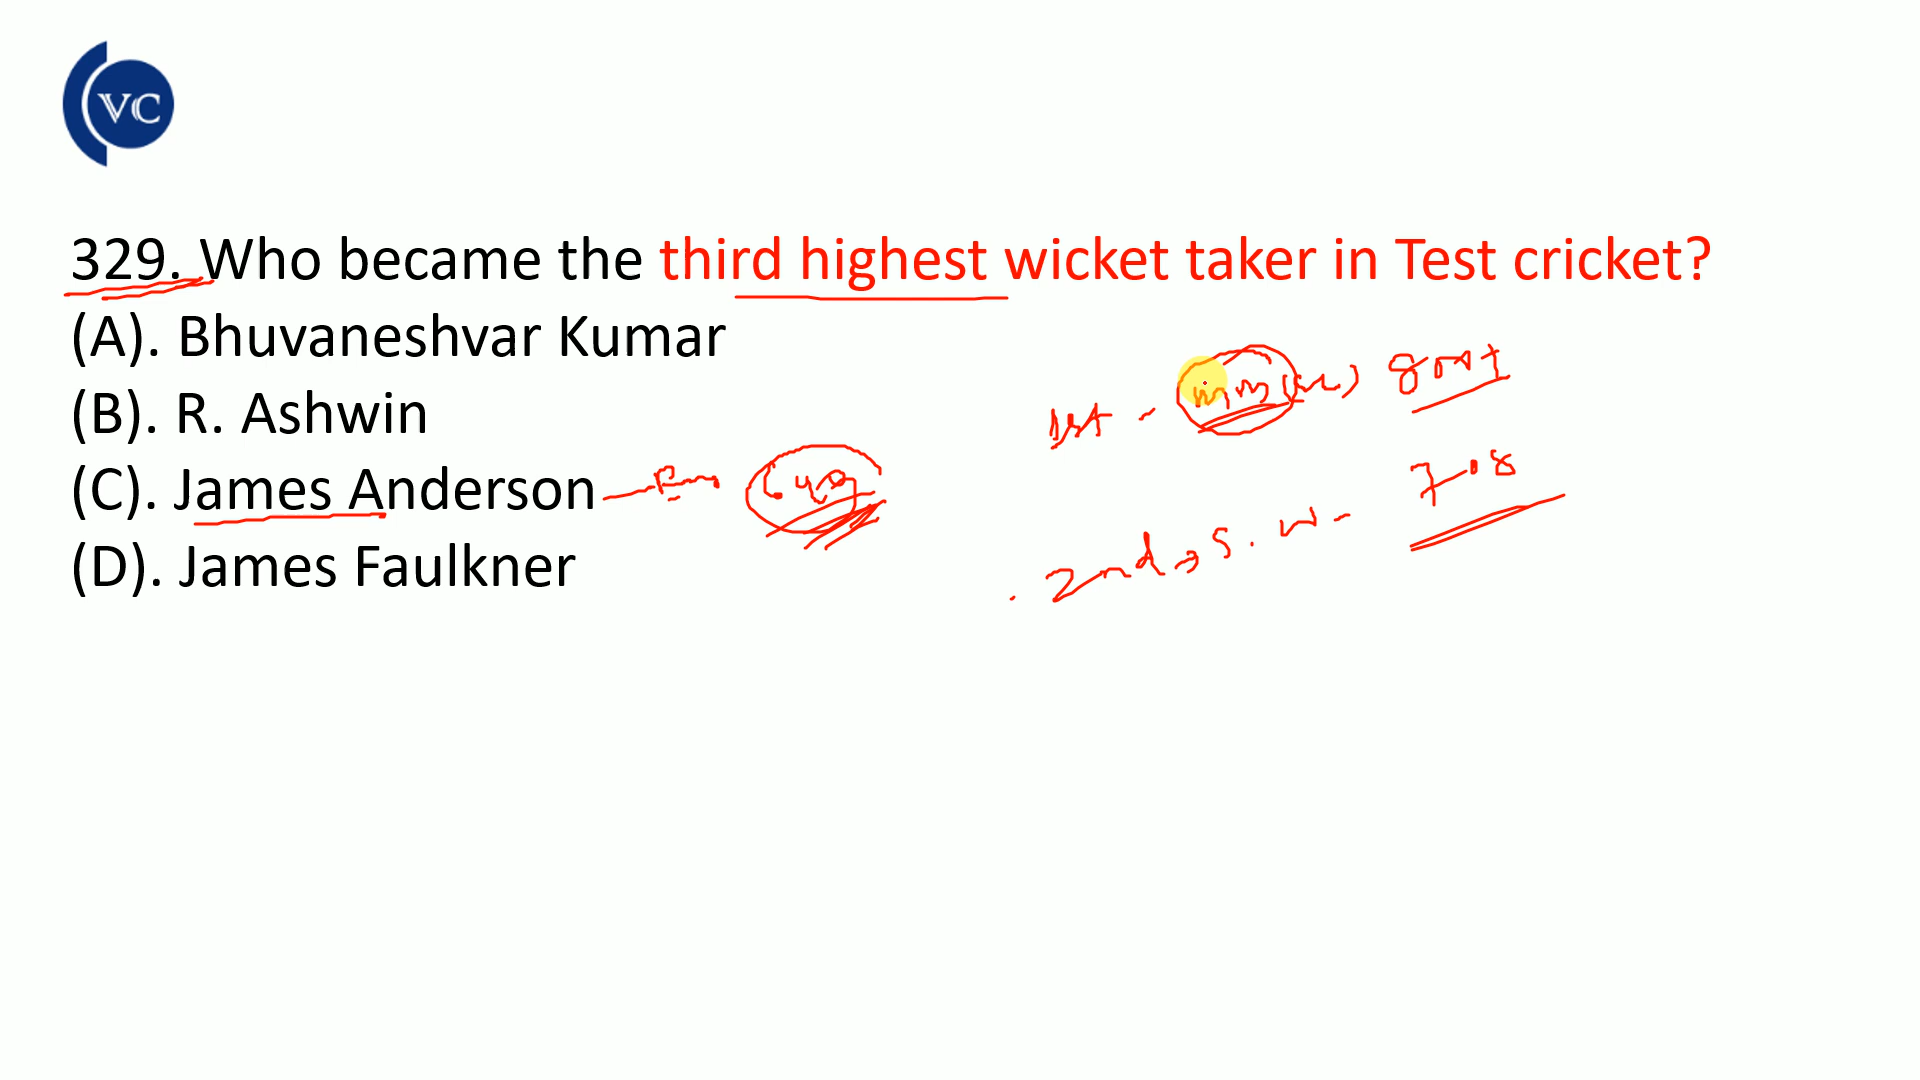 VC
329. Who became the third highest wicket taker in Test cricket?
(A). Bhuvaneshvar Kumar
1st - 800+
(B). R. Ashwin
(C). James Anderson
708
(D). James Faulkner
2nd S. W -